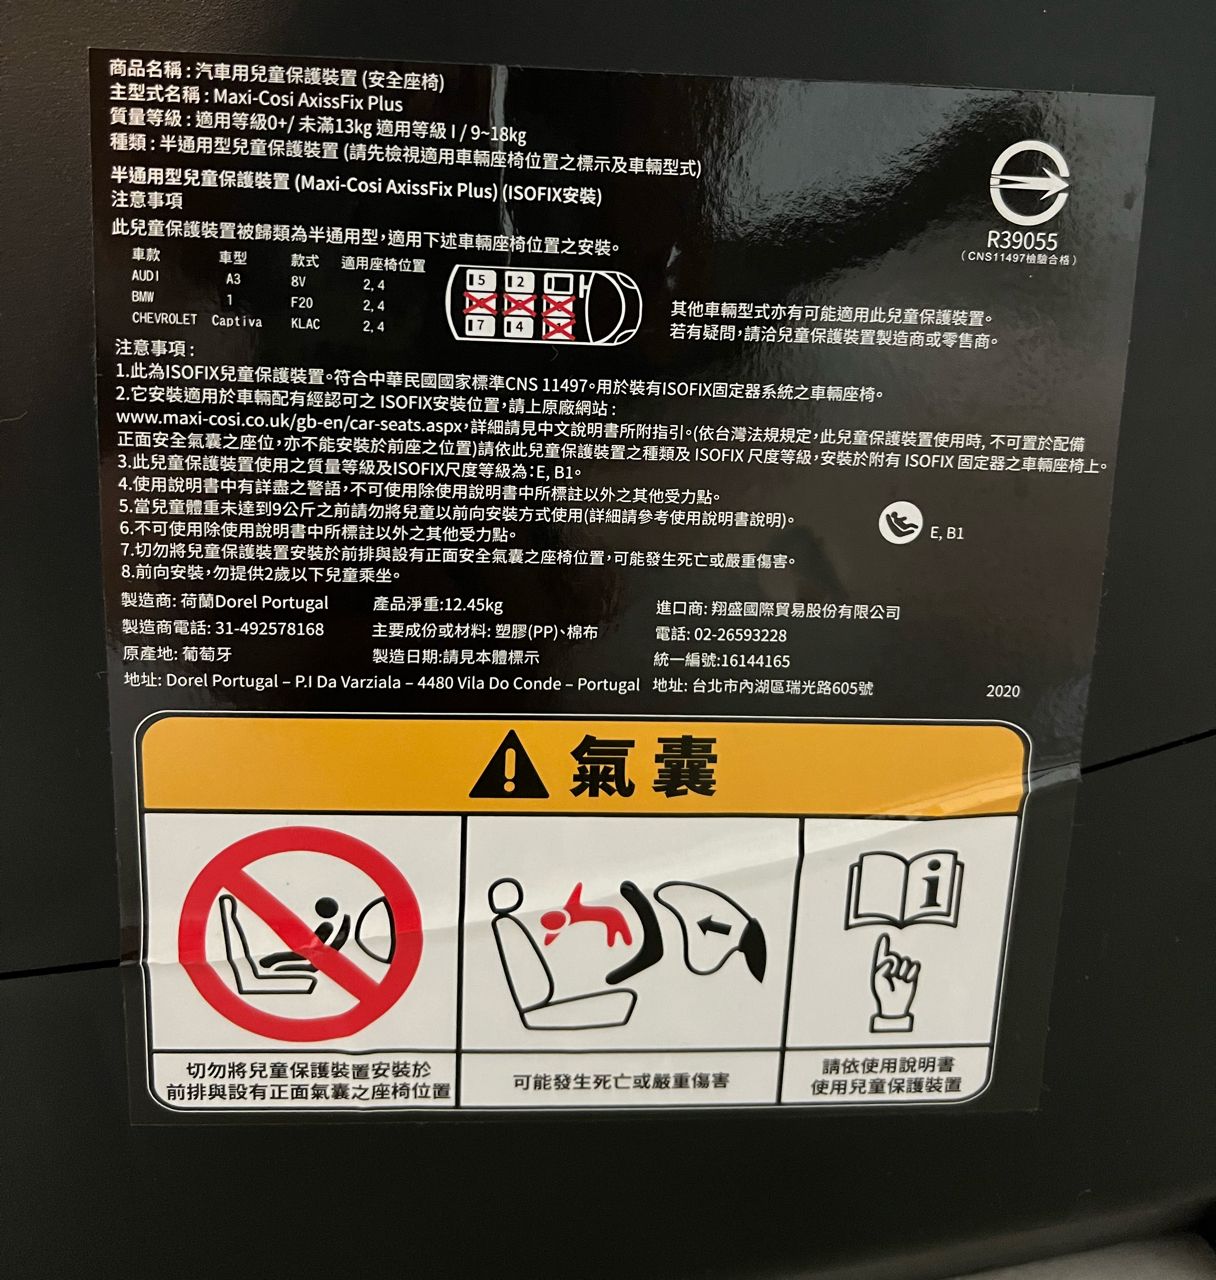 商品名稱:汽車用兒童保護裝置 (安全座椅)
主型式名稱:Maxi-Cosi AxissFix Plus
質量等級:適用等級0+/ 未滿13kg 適用等級 I / 9~18kg
種類:半通用型兒童保護裝置 (請先檢視適用車輛座椅位置之標示及車輛型式)
半通用型兒童保護裝置 (Maxi-Cosi AxissFix Plus) (ISOFIX安裝)
注意事項
此兒童保護裝置被歸類為半通用型,適用下述車輛座椅位置之安裝。
車款 車型 款式 適用座椅位置
AUDI A3 8V 2, 4
BMW 1 F20 2, 4
CHEVROLET Captiva KLAC 2, 4
5 2
7 4
其他車輛型式亦有可能適用此兒童保護裝置。
若有疑問,請洽兒童保護裝置製造商或零售商。
R39055
(CNS11497檢驗合格)
注意事項:
1.此為ISOFIX兒童保護裝置。符合中華民國國家標準CNS 11497。用於裝有ISOFIX固定器系統之車輛座椅。
2.它安裝適用於車輛配有經認可之 ISOFIX安裝位置,請上原廠網站:
www.maxi-cosi.co.uk/gb-en/car-seats.aspx,詳細請見中文說明書所附指引。(依台灣法規規定,此兒童保護裝置使用時, 不可置於配備
正面安全氣囊之座位,亦不能安裝於前座之位置)請依此兒童保護裝置之種類及 ISOFIX 尺度等級,安裝於附有 ISOFIX 固定器之車輛座椅上。
3.此兒童保護裝置使用之質量等級及ISOFIX尺度等級為:E, B1。
4.使用說明書中有詳盡之警語,不可使用除使用說明書中所標註以外之其他受力點。
5.當兒童體重未達到9公斤之前請勿將兒童以前向安裝方式使用(詳細請參考使用說明書說明)。
6.不可使用除使用說明書中所標註以外之其他受力點。
7.切勿將兒童保護裝置安裝於前排與設有正面安全氣囊之座椅位置,可能發生死亡或嚴重傷害。
8.前向安裝,勿提供2歲以下兒童乘坐。
E, B1
製造商: 荷蘭Dorel Portugal 產品淨重:12.45kg 進口商: 翔盛國際貿易股份有限公司
製造商電話: 31-492578168 主要成份或材料: 塑膠(PP)、棉布 電話: 02-26593228
原產地: 葡萄牙 製造日期:請見本體標示 統一編號:16144165
地址: Dorel Portugal – P.I Da Varziala – 4480 Vila Do Conde – Portugal 地址: 台北市內湖區瑞光路605號 2020
氣囊
切勿將兒童保護裝置安裝於
前排與設有正面氣囊之座椅位置
可能發生死亡或嚴重傷害
請依使用說明書
使用兒童保護裝置